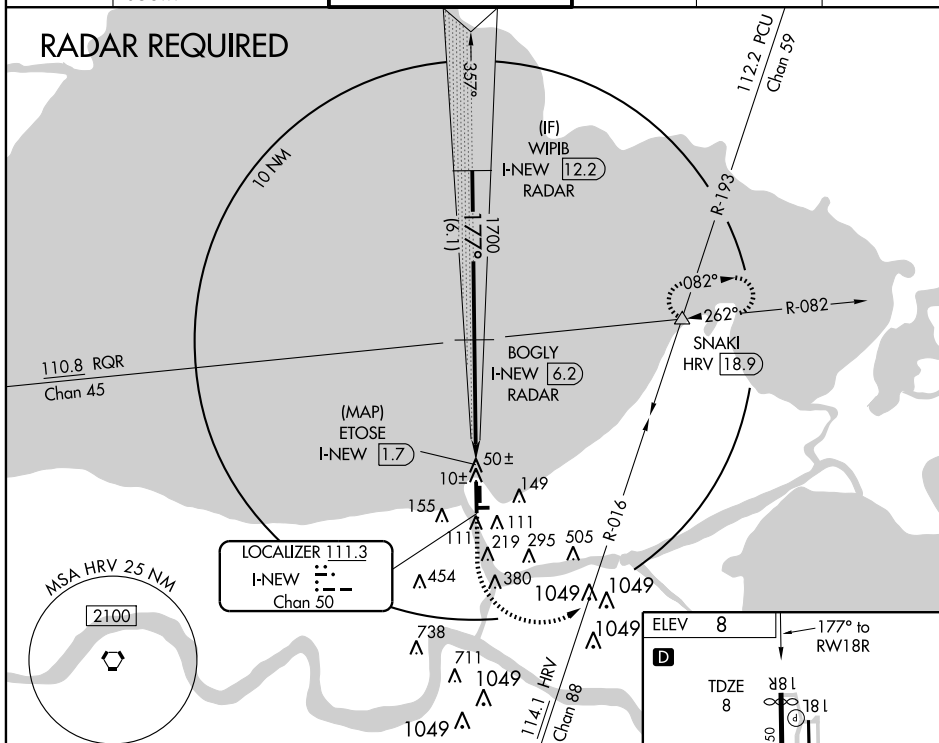 RADAR REQUIRED
357°
112.2 PCU
Chan 59
10 NM
(IF)
WIPIB
I-NEW 12.2
RADAR
R-193
1700
177°
(6.1)
082°
262°
R-082
SNAKI
HRV 18.9
110.8 RQR
Chan 45
BOGLY
I-NEW 6.2
RADAR
(MAP)
ETOSE
I-NEW 1.7
50±
10±
149
155
111
111
R-016
219
295
505
LOCALIZER 111.3
I-NEW
Chan 50
454
380
1049
1049
1049
MSA HRV 25 NM
2100
738
711
1049
1049
114.1 HRV
Chan 88
ELEV 8
177° to
RW18R
D
TDZE
8
18R
18L
P
50